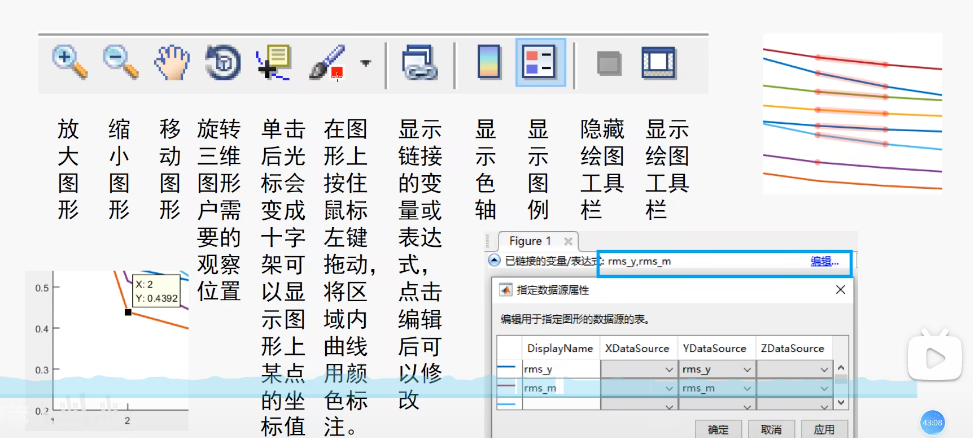 放大图形
缩小图形
移动图形
旋转三维图形户需要的观察位置
单击后光标会变成十字架可以显示图形上某点的坐标值
在图形上按住鼠标左键拖动，将区域内曲线用颜色标注。
显示链接的变量或表达式，点击编辑后可以修改
显示色轴
显示图例
隐藏绘图工具栏
显示绘图工具栏
X: 2
Y: 0.4392
0.5
0.4
0.3
0.2
2
Figure 1
已链接的变量/表达式: rms_y,rms_m
编辑...
指定数据源属性
编辑用于指定图形的数据源的表。
DisplayName XDataSource YDataSource ZDataSource
rms_y rms_y
rms_m rms_m
确定 取消 应用
43:08